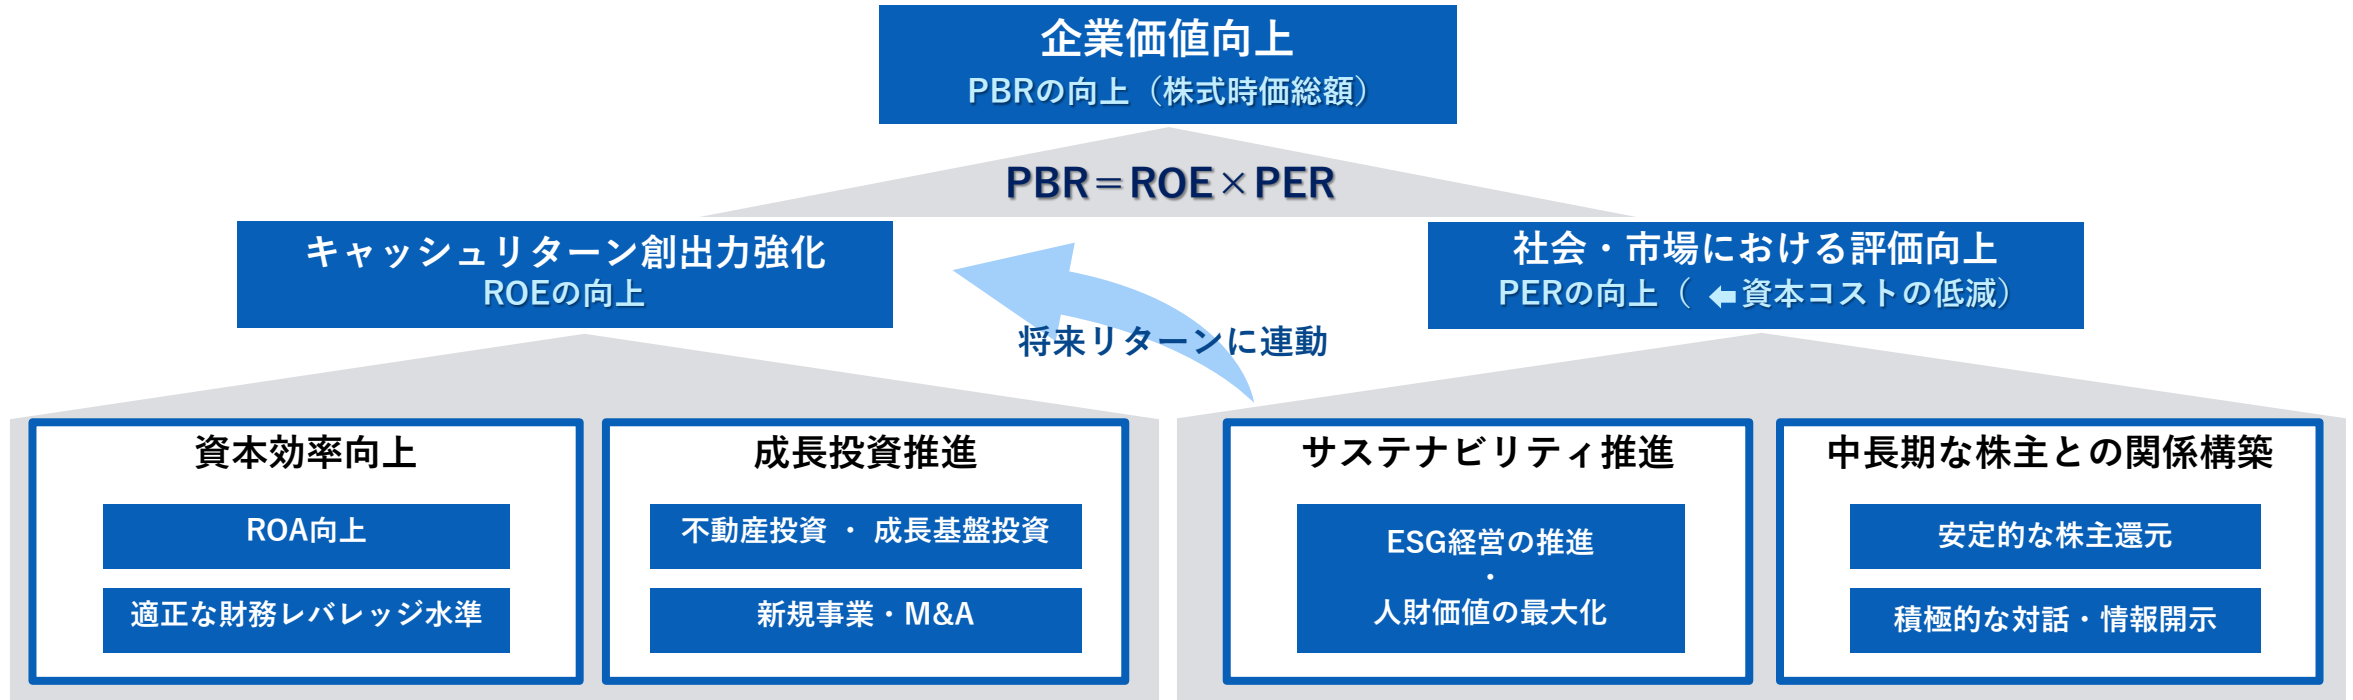 企業価値向上
PBRの向上（株式時価総額）
PBR＝ROE×PER
キャッシュリターン創出力強化
ROEの向上
社会・市場における評価向上
PERの向上（ ⬅資本コストの低減）
将来リターンに連動
資本効率向上
ROA向上
適正な財務レバレッジ水準
成長投資推進
不動産投資 ・ 成長基盤投資
新規事業・M&A
サステナビリティ推進
ESG経営の推進
・
人財価値の最大化
中長期な株主との関係構築
安定的な株主還元
積極的な対話・情報開示